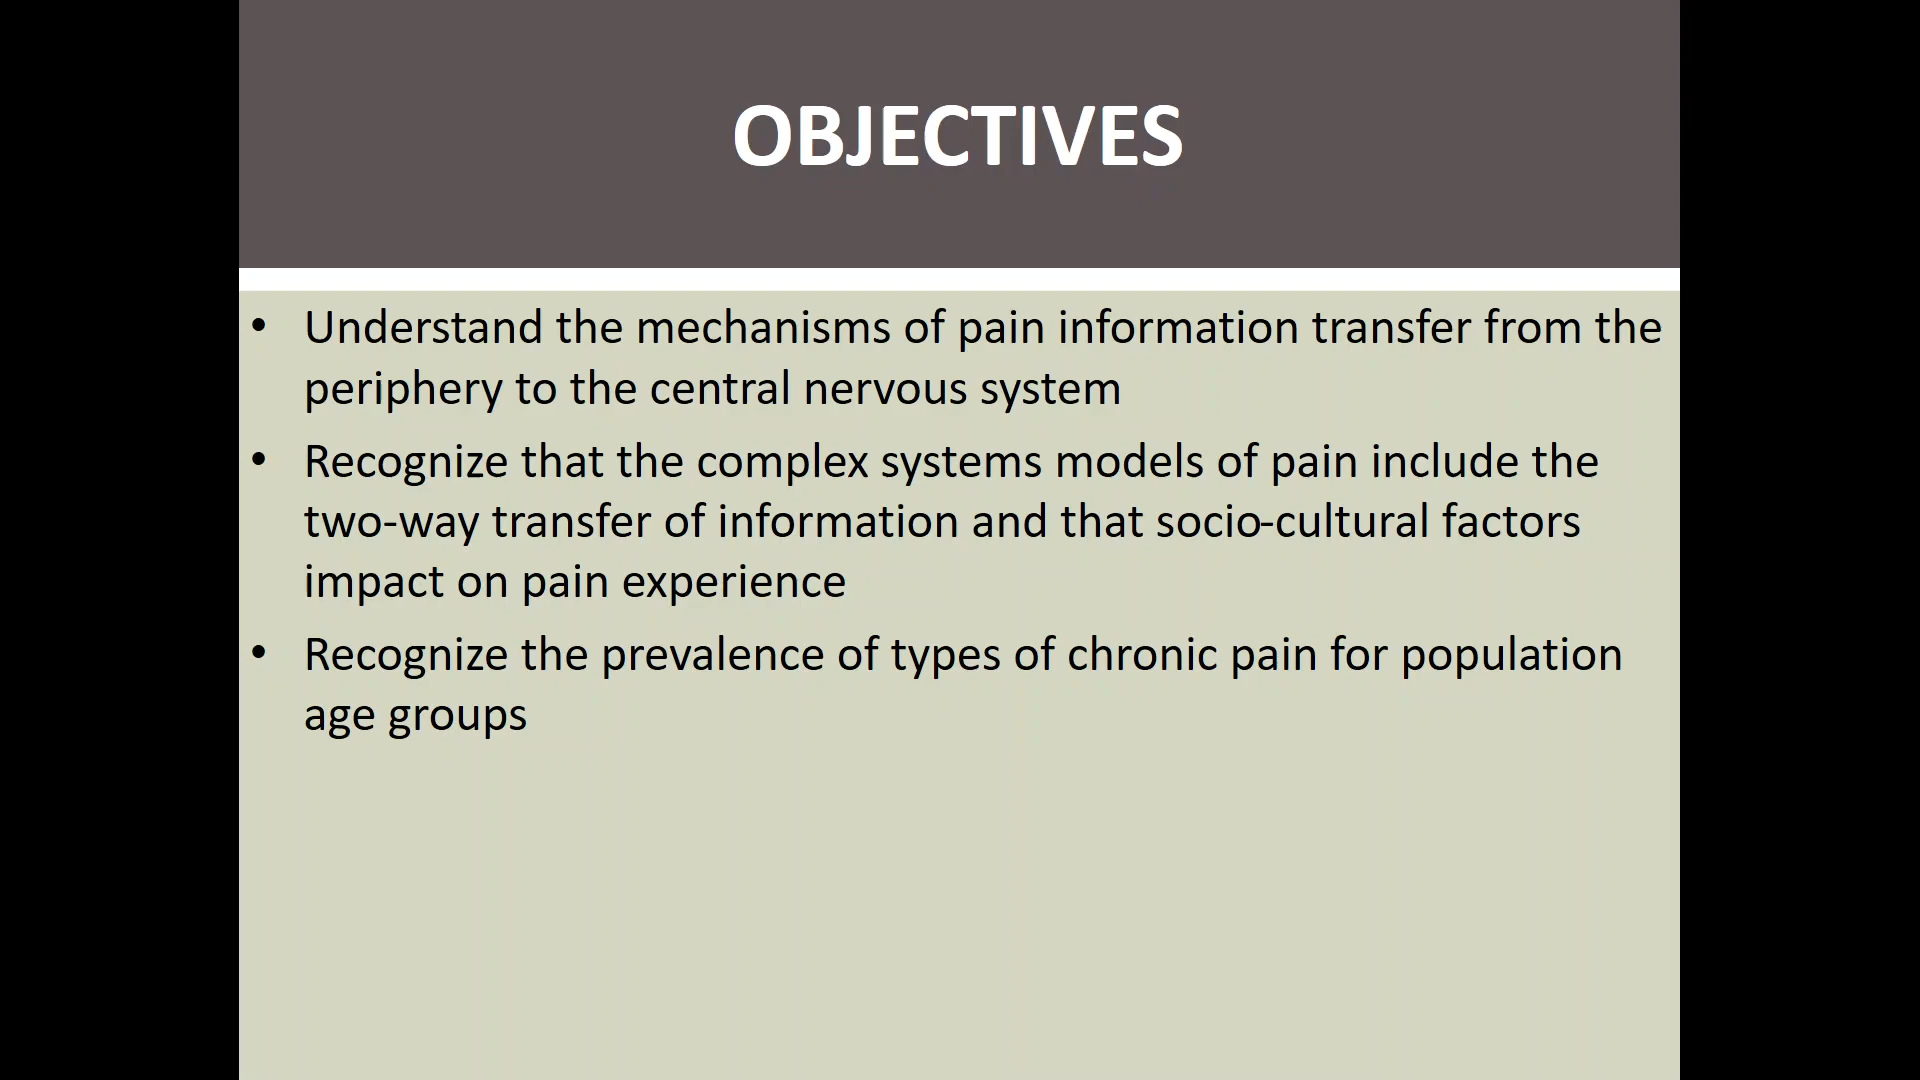 OBJECTIVES
• Understand the mechanisms of pain information transfer from the
periphery to the central nervous system
• Recognize that the complex systems models of pain include the
two-way transfer of information and that socio-cultural factors
impact on pain experience
• Recognize the prevalence of types of chronic pain for population
age groups